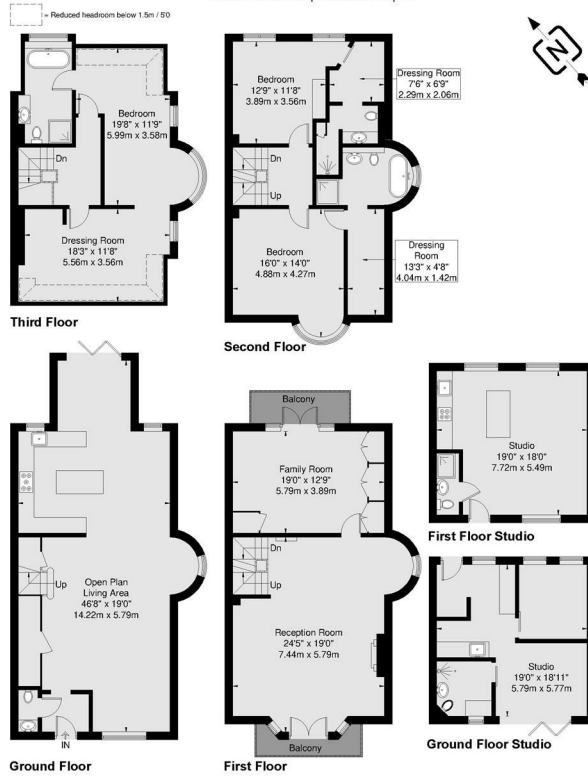 = Reduced headroom below 1.5m / 5'0
N
Bedroom
19'8" x 11'9"
5.99m x 3.58m
Dn
Dressing Room
18'3" x 11'8"
5.56m x 3.56m
Third Floor
Bedroom
12'9" x 11'8"
3.89m x 3.56m
Dressing Room
7'6" x 6'9"
2.29m x 2.06m
Dn
Up
Bedroom
16'0" x 14'0"
4.88m x 4.27m
Dressing
Room
13'3" x 4'8"
4.04m x 1.42m
Second Floor
Up
Open Plan
Living Area
46'8" x 19'0"
14.22m x 5.79m
IN
Ground Floor
Balcony
Family Room
19'0" x 12'9"
5.79m x 3.89m
Dn
Up
Reception Room
24'5" x 19'0"
7.44m x 5.79m
Balcony
First Floor
Studio
19'0" x 18'0"
7.72m x 5.49m
First Floor Studio
Studio
19'0" x 18'11"
5.79m x 5.77m
Ground Floor Studio